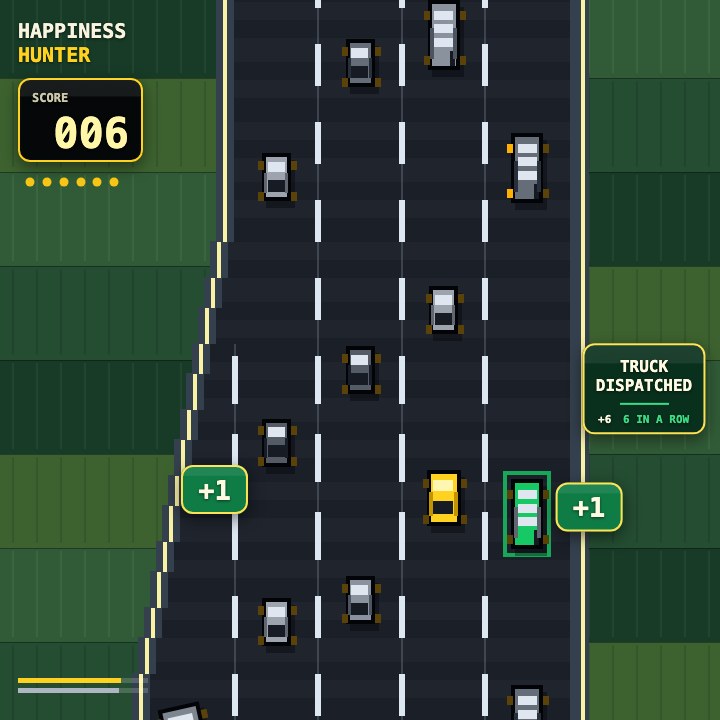 HAPPINESS
HUNTER
SCORE
006
TRUCK
DISPATCHED
+6 6 IN A ROW
+1
+1